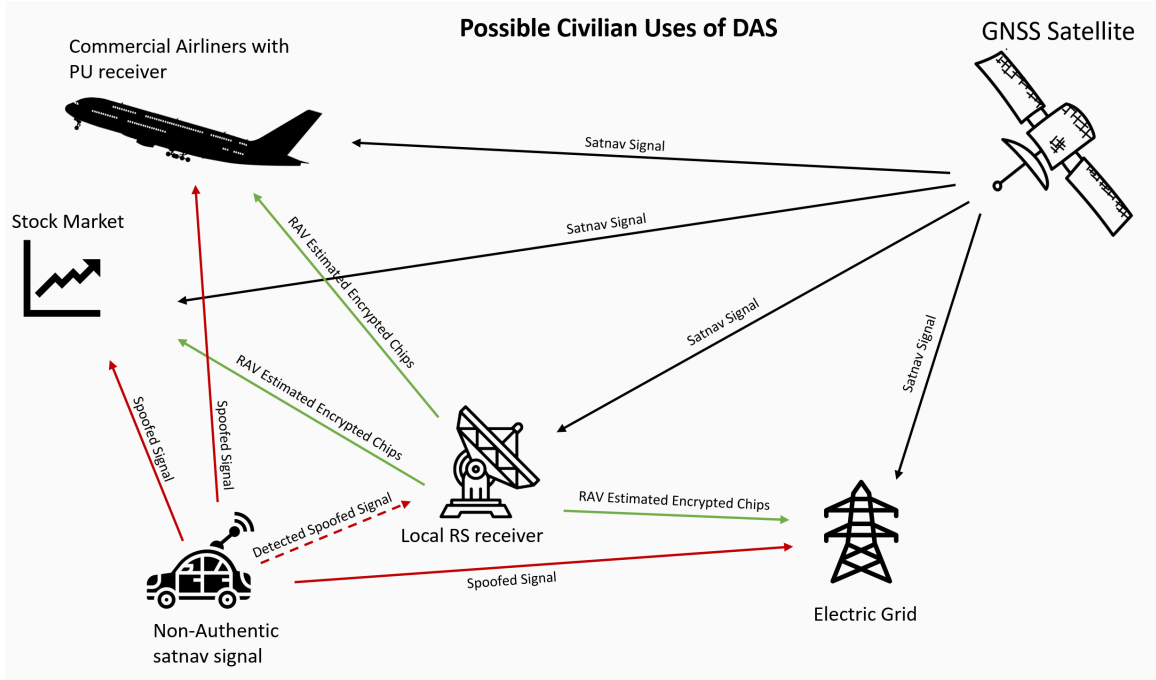 Possible Civilian Uses of DAS
GNSS Satellite
Commercial Airliners with
PU receiver
Satnav Signal
Stock Market
Satnav Signal
RAV Estimated Encrypted Chips
Satnav Signal
Satnav Signal
RAV Estimated Encrypted Chips
Spoofed Signal
Spoofed Signal
Detected Spoofed Signal
RAV Estimated Encrypted Chips
Local RS receiver
Spoofed Signal
Electric Grid
Non-Authentic
satnav signal